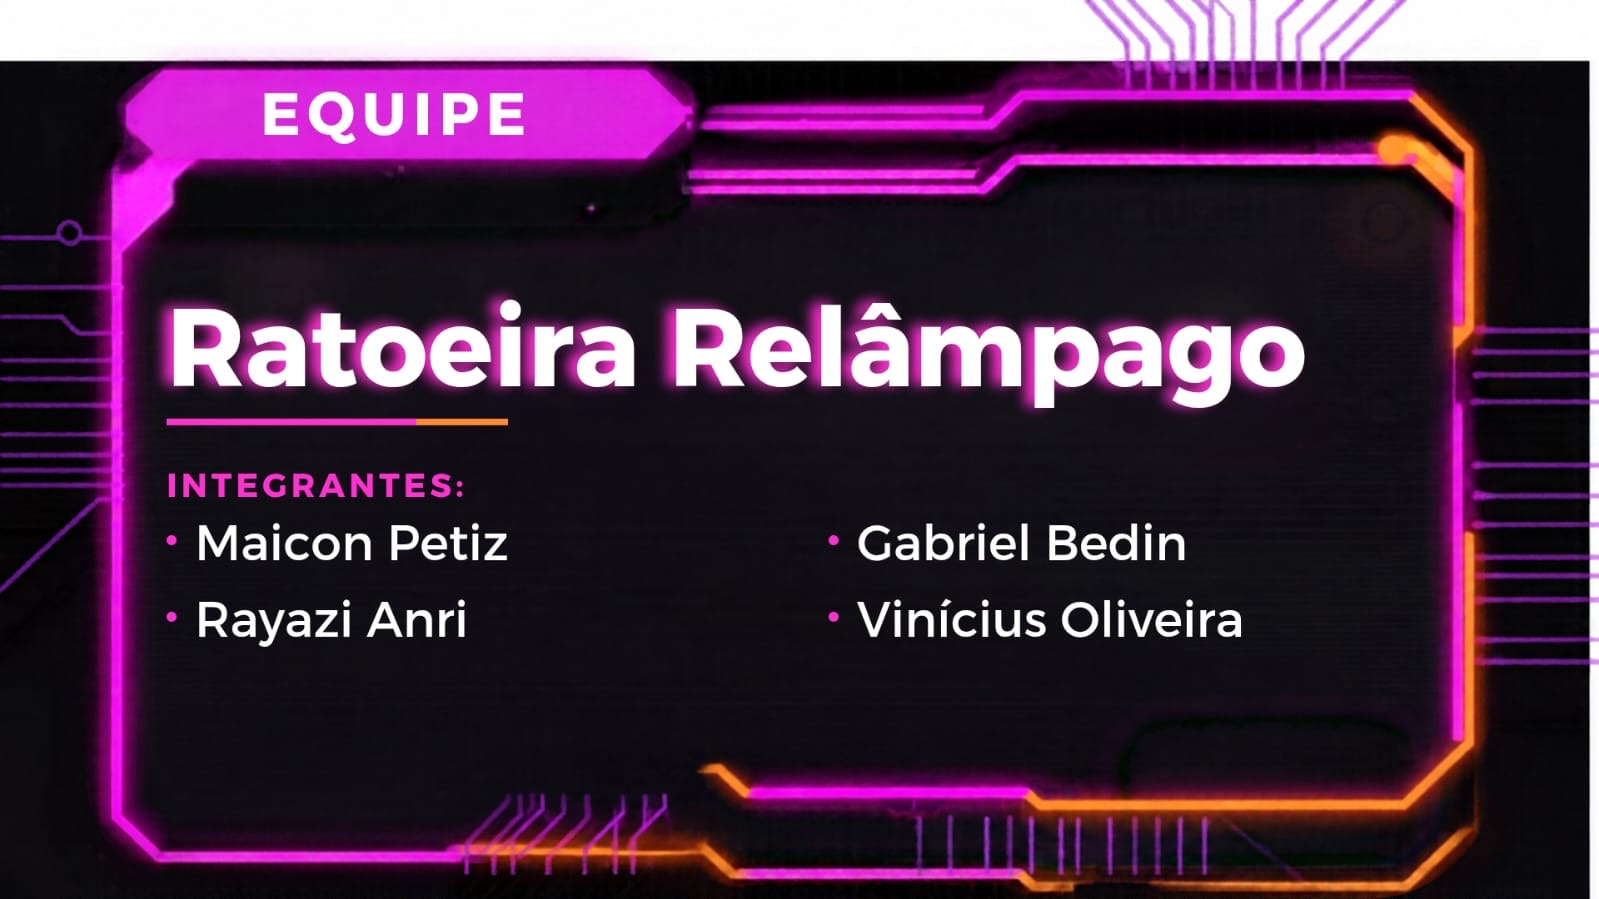 EQUIPE
Ratoeira Relâmpago
INTEGRANTES:
• Maicon Petiz
• Rayazi Anri
• Gabriel Bedin
• Vinícius Oliveira